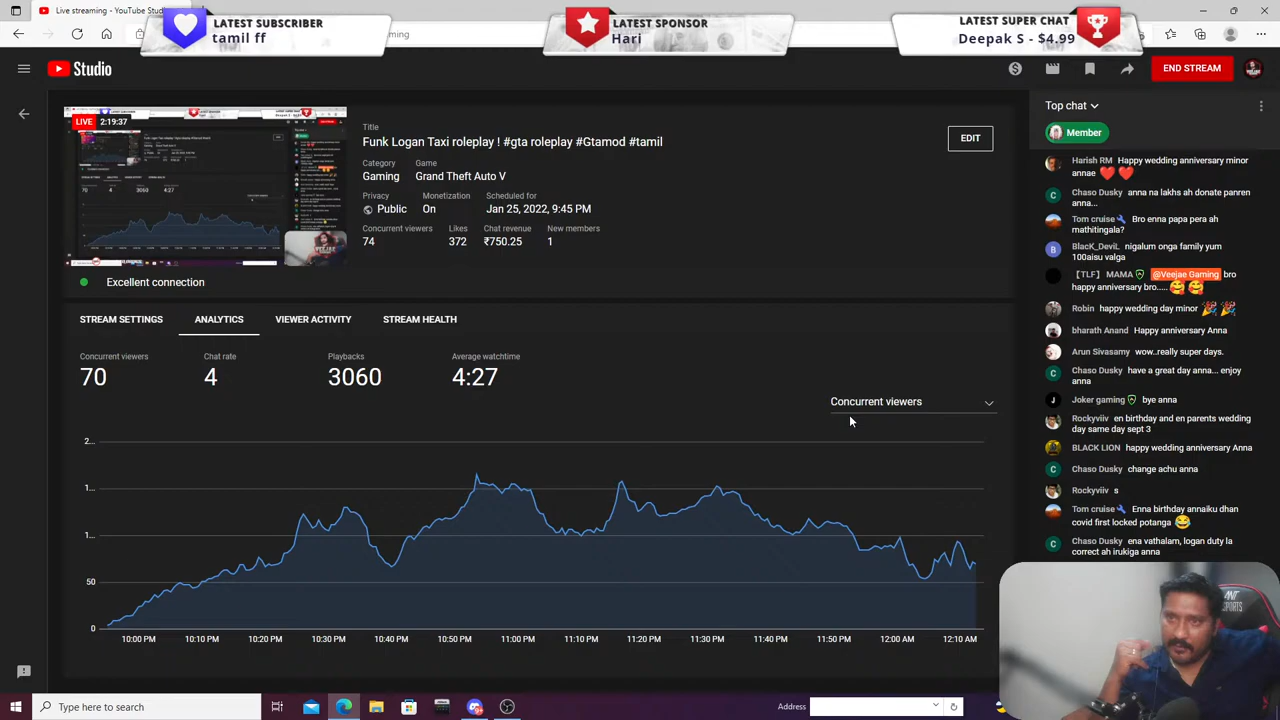 Live streaming - YouTube Stud
LATEST SUBSCRIBER
tamil ff
LATEST SPONSOR
Hari
LATEST SUPER CHAT
Deepak S - $4.99
Studio
END STREAM
LIVE 2:19:37
Title
Funk Logan Taxi roleplay ! #gta roleplay #Gtamod #tamil
EDIT
Category
Game
Gaming
Grand Theft Auto V
Privacy
Monetization
Scheduled for
Public
On
Jan 25, 2022, 9:45 PM
Concurrent viewers
Likes
Chat revenue
New members
74
372
₹750.25
1
Excellent connection
STREAM SETTINGS
ANALYTICS
VIEWER ACTIVITY
STREAM HEALTH
Concurrent viewers
Chat rate
Playbacks
Average watchtime
70
4
3060
4:27
Concurrent viewers
2...
1...
1...
50
0
10:00 PM 10:10 PM 10:20 PM 10:30 PM 10:40 PM 10:50 PM 11:00 PM 11:10 PM 11:20 PM 11:30 PM 11:40 PM 11:50 PM 12:00 AM 12:10 AM
Top chat
Member
Harish RM Happy wedding anniversary minor
annae ❤️ ❤️
Chaso Dusky anna na lakhs ah donate panren
anna...
Tom cruise Bro enna papa pera ah
mathitingala?
BlacK_DeviL nigalum onga family yum
100aisu valga
【TLF】 MAMA @Veejae Gaming bro
happy anniversary bro..... 🥰 🥰
Robin happy wedding day minor 🎉 🎉
bharath Anand Happy anniversary Anna
Arun Sivasamy wow..really super days.
Chaso Dusky have a great day anna... enjoy
anna
Joker gaming bye anna
Rockyviiv en birthday and en parents wedding
day same day sept 3
BLACK LION happy wedding anniversary Anna
Chaso Dusky change achu anna
Rockyviiv s
Tom cruise Enna birthday annaiku dhan
covid first locked potanga 😂
Chaso Dusky ena vathalam, logan duty la
correct ah irukiga anna
ANT
ESPORTS
Type here to search
Address